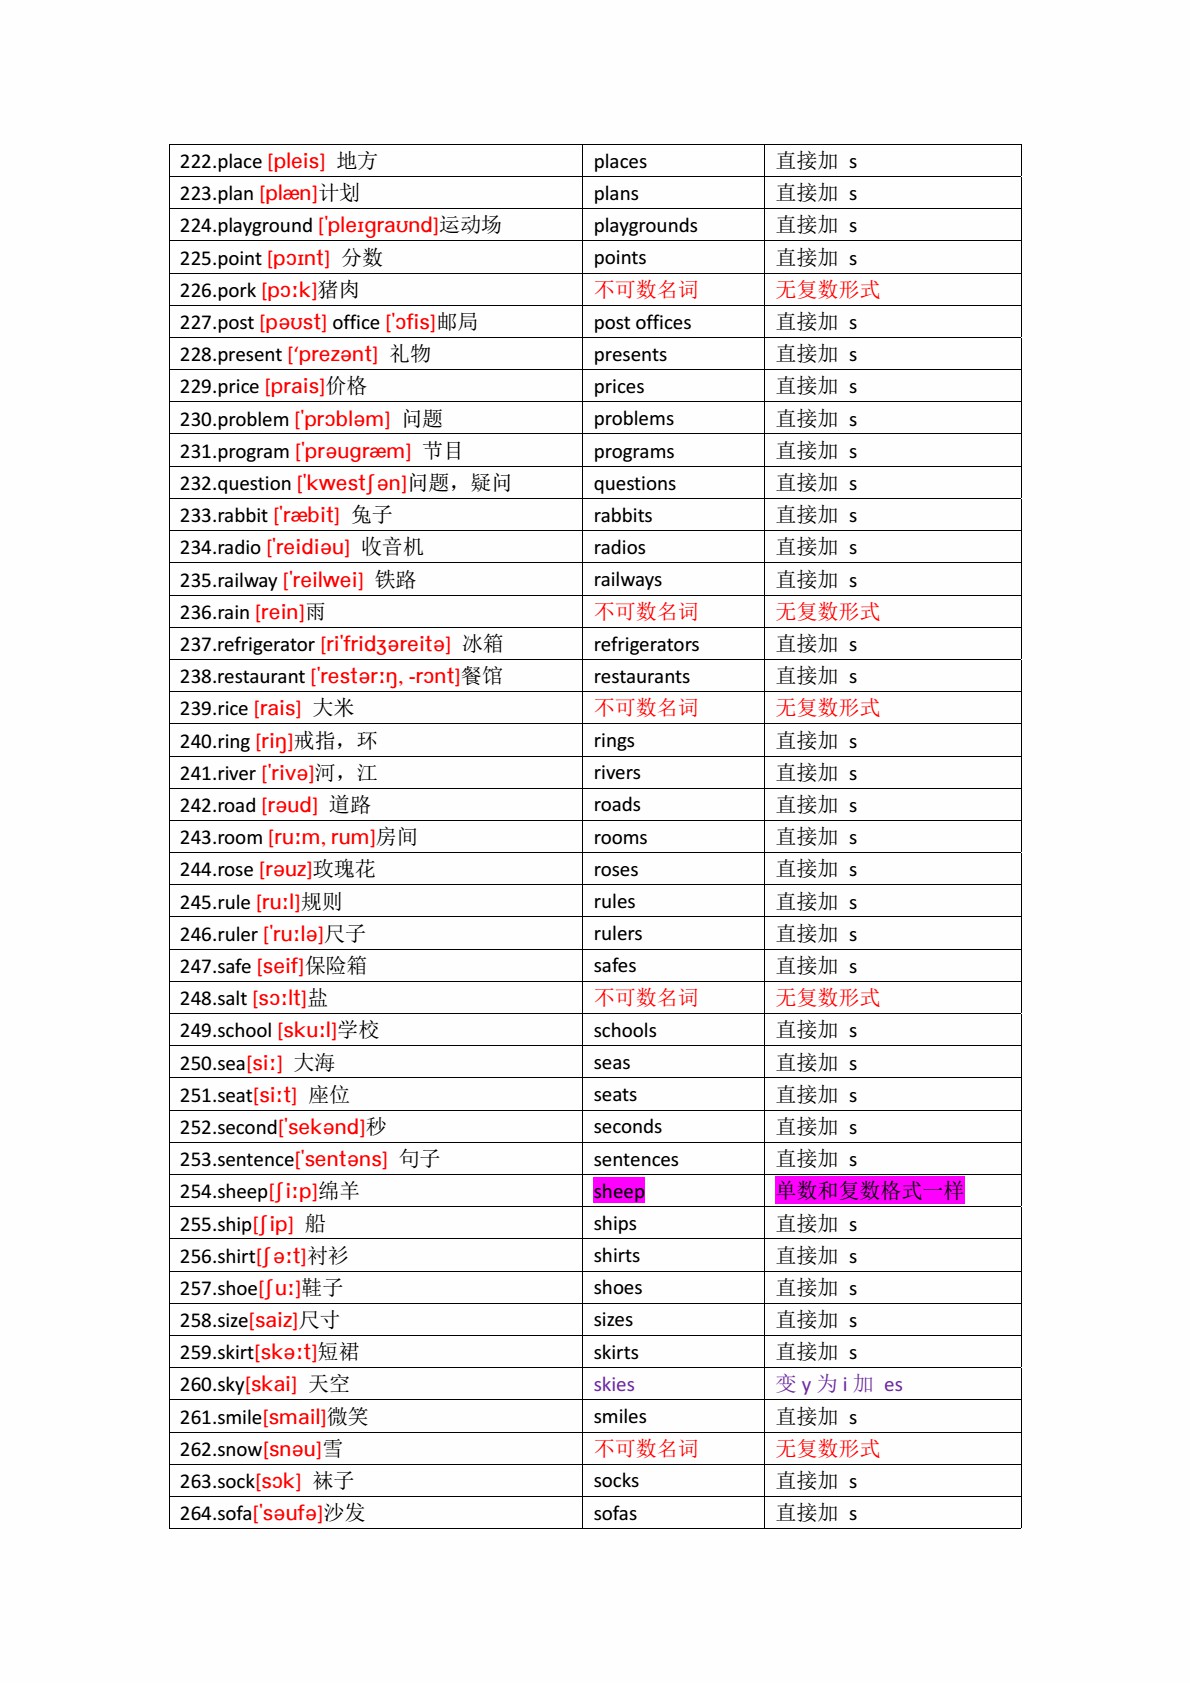 222.place [pleis] 地方 places 直接加 s
223.plan [plæn]计划 plans 直接加 s
224.playground [ˈpleɪgraʊnd]运动场 playgrounds 直接加 s
225.point [pɔɪnt] 分数 points 直接加 s
226.pork [pɔːk]猪肉 不可数名词 无复数形式
227.post [pəʊst] office [ˈɔfis]邮局 post offices 直接加 s
228.present [‘prezənt] 礼物 presents 直接加 s
229.price [prais]价格 prices 直接加 s
230.problem [ˈprɔbləm] 问题 problems 直接加 s
231.program [ˈprəugræm] 节目 programs 直接加 s
232.question [ˈkwestʃən]问题，疑问 questions 直接加 s
233.rabbit [ˈræbit] 兔子 rabbits 直接加 s
234.radio [ˈreidiəu] 收音机 radios 直接加 s
235.railway [ˈreilwei] 铁路 railways 直接加 s
236.rain [rein]雨 不可数名词 无复数形式
237.refrigerator [riˈfridʒəreitə] 冰箱 refrigerators 直接加 s
238.restaurant [ˈrestərːŋ, -rɔnt]餐馆 restaurants 直接加 s
239.rice [rais] 大米 不可数名词 无复数形式
240.ring [riŋ]戒指，环 rings 直接加 s
241.river [ˈrivə]河，江 rivers 直接加 s
242.road [rəud] 道路 roads 直接加 s
243.room [ruːm, rum]房间 rooms 直接加 s
244.rose [rəuz]玫瑰花 roses 直接加 s
245.rule [ruːl]规则 rules 直接加 s
246.ruler [ˈruːlə]尺子 rulers 直接加 s
247.safe [seif]保险箱 safes 直接加 s
248.salt [sɔːlt]盐 不可数名词 无复数形式
249.school [skuːl]学校 schools 直接加 s
250.sea[siː] 大海 seas 直接加 s
251.seat[siːt] 座位 seats 直接加 s
252.second[ˈsekənd]秒 seconds 直接加 s
253.sentence[ˈsentəns] 句子 sentences 直接加 s
254.sheep[ʃiːp]绵羊 sheep 单数和复数格式一样
255.ship[ʃip] 船 ships 直接加 s
256.shirt[ʃəːt]衬衫 shirts 直接加 s
257.shoe[ʃuː]鞋子 shoes 直接加 s
258.size[saiz]尺寸 sizes 直接加 s
259.skirt[skəːt]短裙 skirts 直接加 s
260.sky[skai] 天空 skies 变 y 为 i 加 es
261.smile[smail]微笑 smiles 直接加 s
262.snow[snəu]雪 不可数名词 无复数形式
263.sock[sɔk] 袜子 socks 直接加 s
264.sofa[ˈsəufə]沙发 sofas 直接加 s